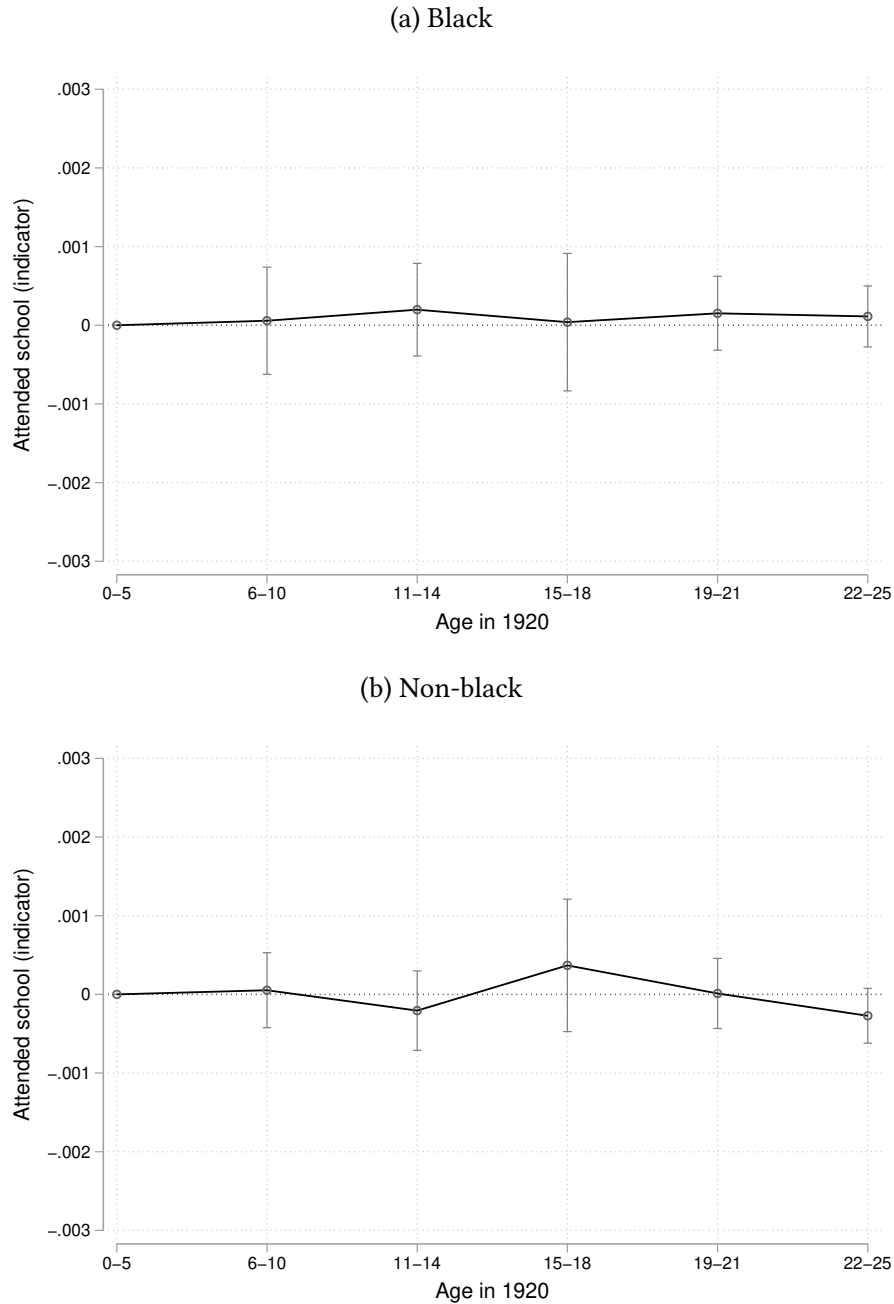 (a) Black
Attended school (indicator)
.003
.002
.001
0
−.001
−.002
−.003
0−5 6−10 11−14 15−18 19−21 22−25
Age in 1920
(b) Non-black
Attended school (indicator)
.003
.002
.001
0
−.001
−.002
−.003
0−5 6−10 11−14 15−18 19−21 22−25
Age in 1920